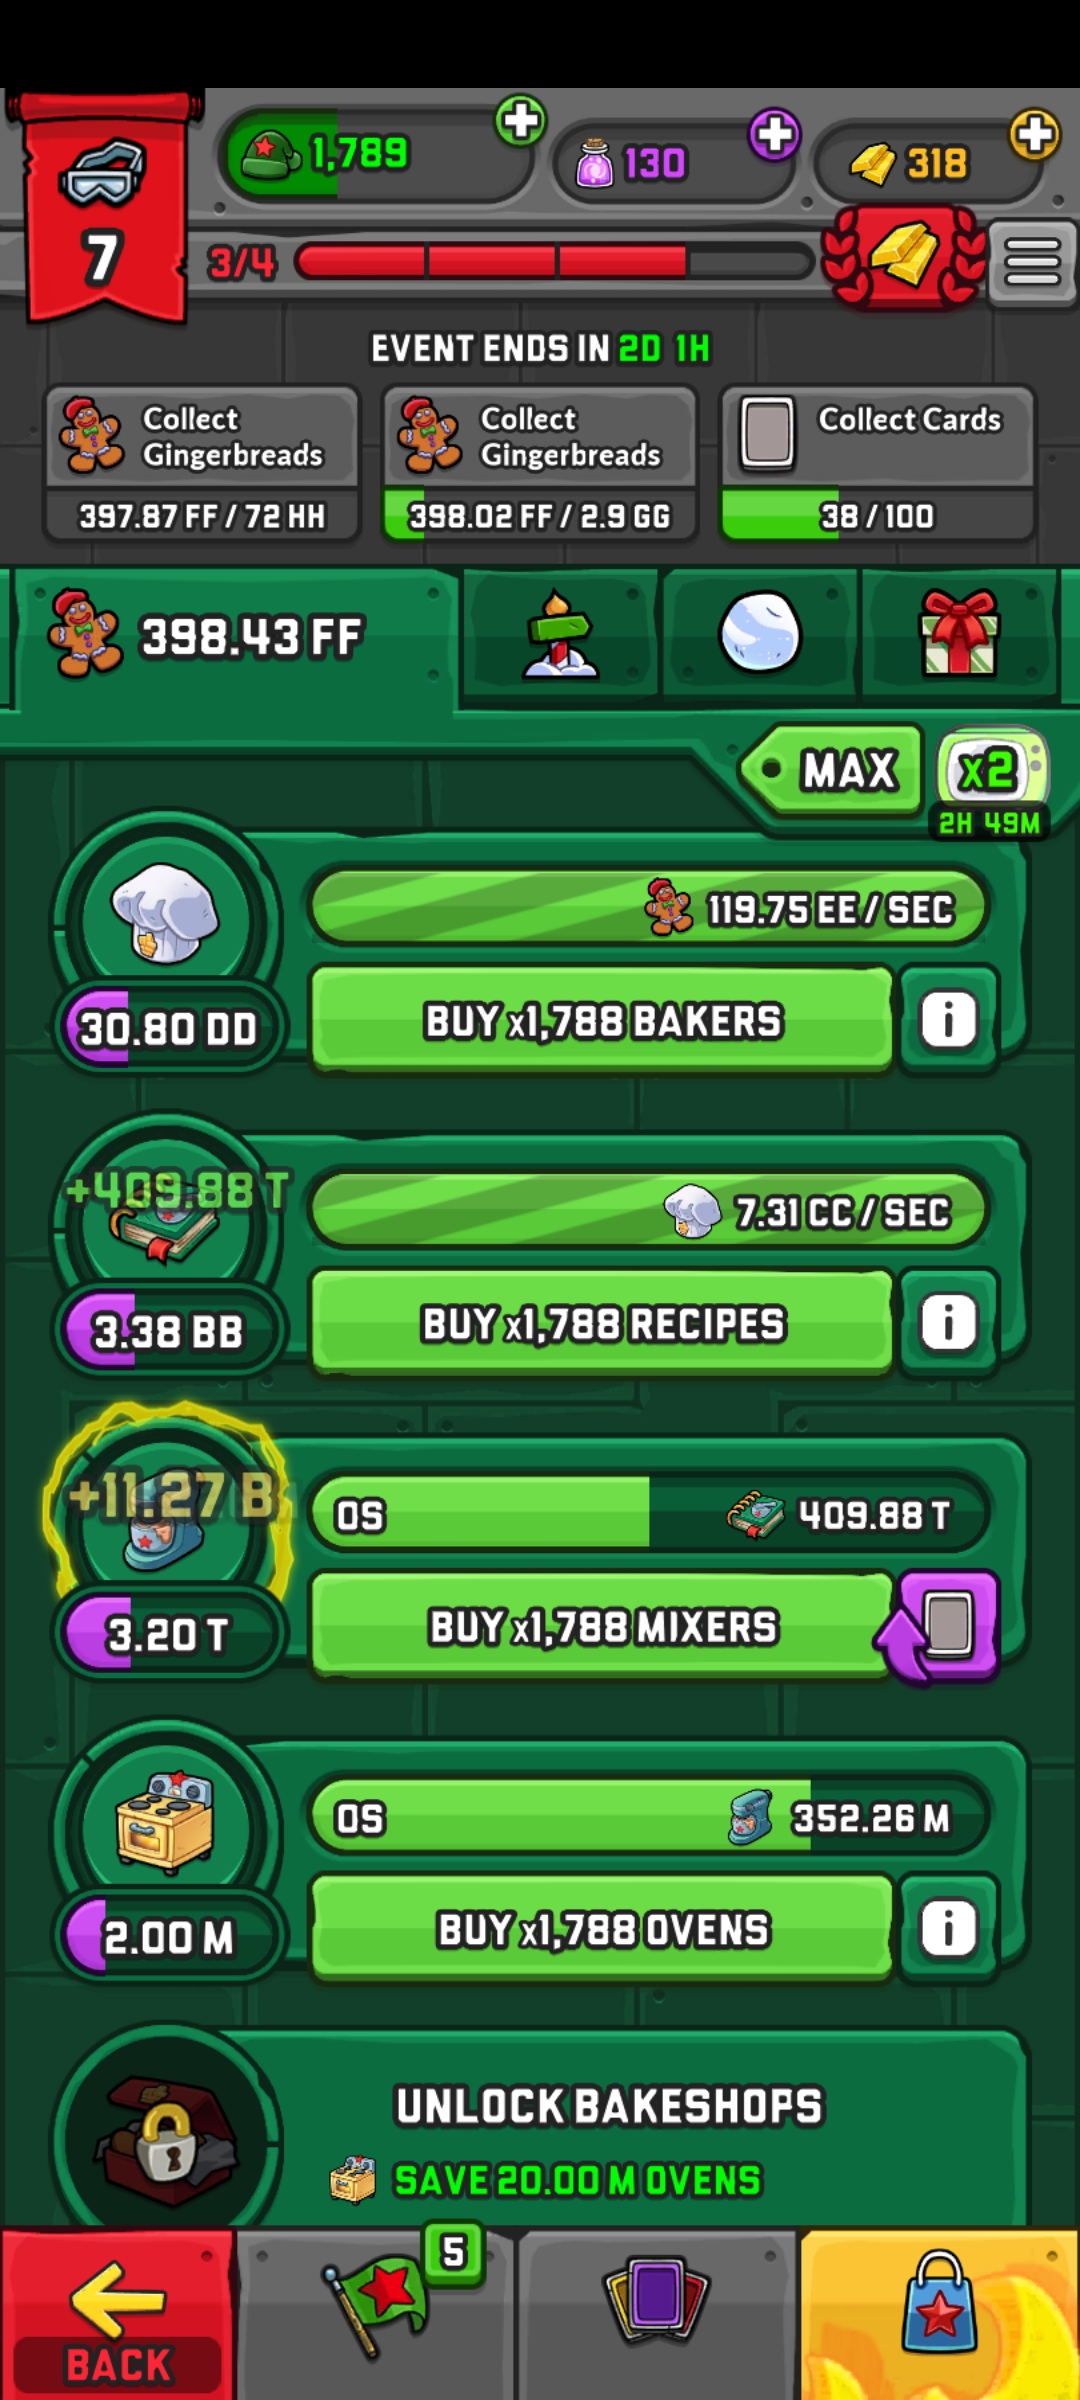 7
1,789
130
318
3/4
EVENT ENDS IN 2D 1H
Collect
Gingerbreads
397.87 FF / 72 HH
Collect
Gingerbreads
398.02 FF / 2.9 GG
Collect Cards
38 / 100
398.43 FF
MAX
x2
2H 49M
119.75 EE / SEC
30.80 DD
BUY x1,788 BAKERS
i
+409.88 T
7.31 CC / SEC
3.38 BB
BUY x1,788 RECIPES
i
+11.27 B
0S
409.88 T
3.20 T
BUY x1,788 MIXERS
0S
352.26 M
2.00 M
BUY x1,788 OVENS
i
UNLOCK BAKESHOPS
SAVE 20.00 M OVENS
5
BACK